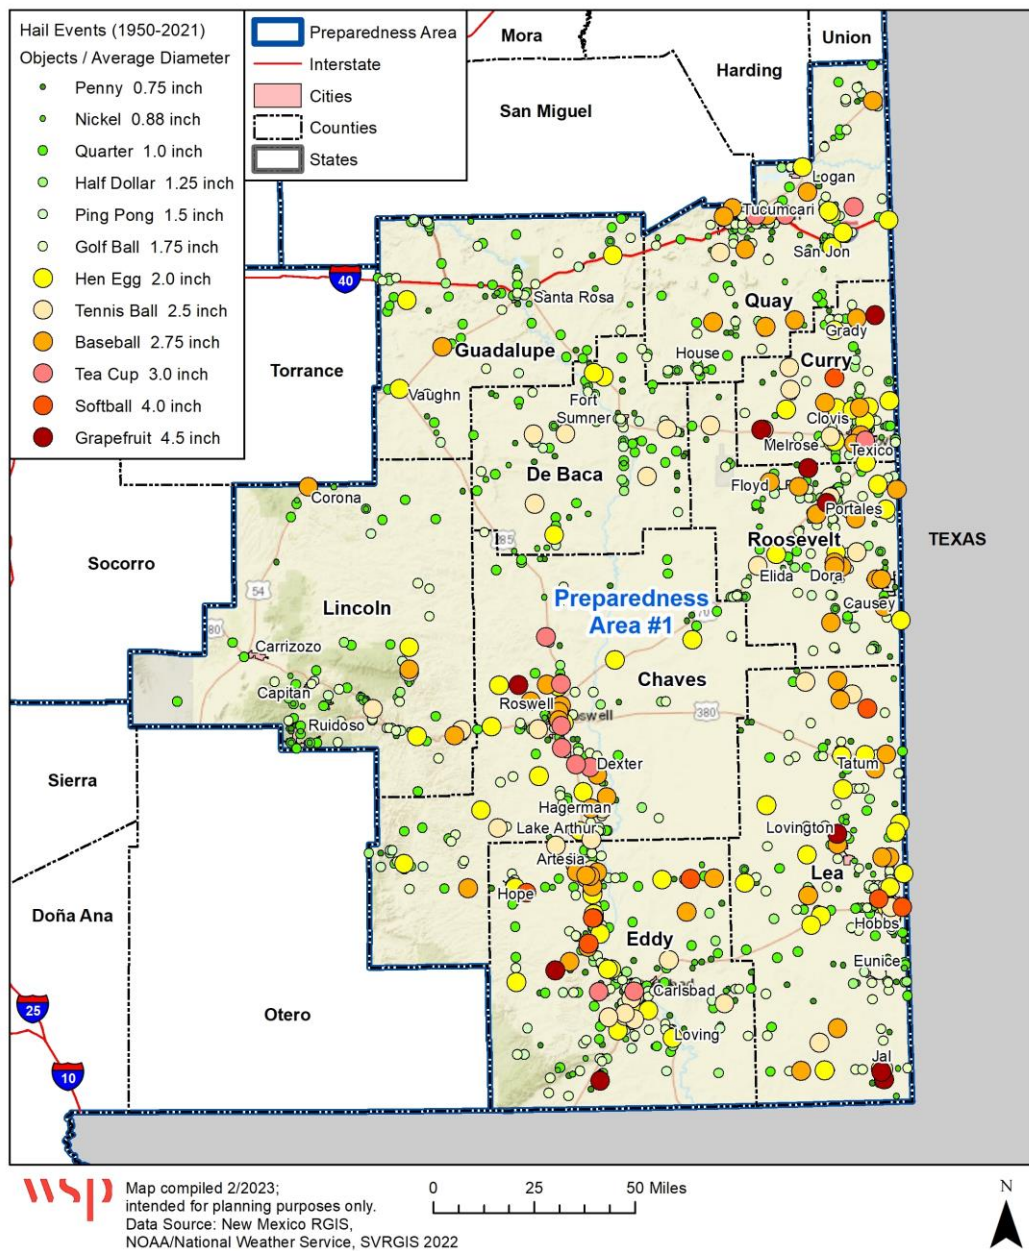 Hail Events (1950-2021)
Objects / Average Diameter
Penny 0.75 inch
Nickel 0.88 inch
Quarter 1.0 inch
Half Dollar 1.25 inch
Ping Pong 1.5 inch
Golf Ball 1.75 inch
Hen Egg 2.0 inch
Tennis Ball 2.5 inch
Baseball 2.75 inch
Tea Cup 3.0 inch
Softball 4.0 inch
Grapefruit 4.5 inch
Preparedness Area
Interstate
Cities
Counties
States
Mora
Union
Harding
San Miguel
Logan
Tucumcari
San Jon
40
Santa Rosa
Quay
Grady
Guadalupe
House
Curry
Torrance
Vaughn
Fort
Sumner
Clovis
Melrose
Texico
De Baca
Floyd
Corona
Portales
285
Roosevelt
TEXAS
Socorro
Elida
Dora
54
Causey
Lincoln
Preparedness
Area #1
70
80
Carrizozo
Chaves
Capitan
Roswell
swell
380
Ruidoso
Sierra
Dexter
Tatum
Hagerman
Lake Arthur
Lovington
Artesia
Lea
Hope
Doña Ana
Hobbs
Eddy
Eunice
Carlsbad
25
Otero
Loving
Jal
10
wsp
Map compiled 2/2023;
intended for planning purposes only.
Data Source: New Mexico RGIS,
NOAA/National Weather Service, SVRGIS 2022
0 25 50 Miles
N